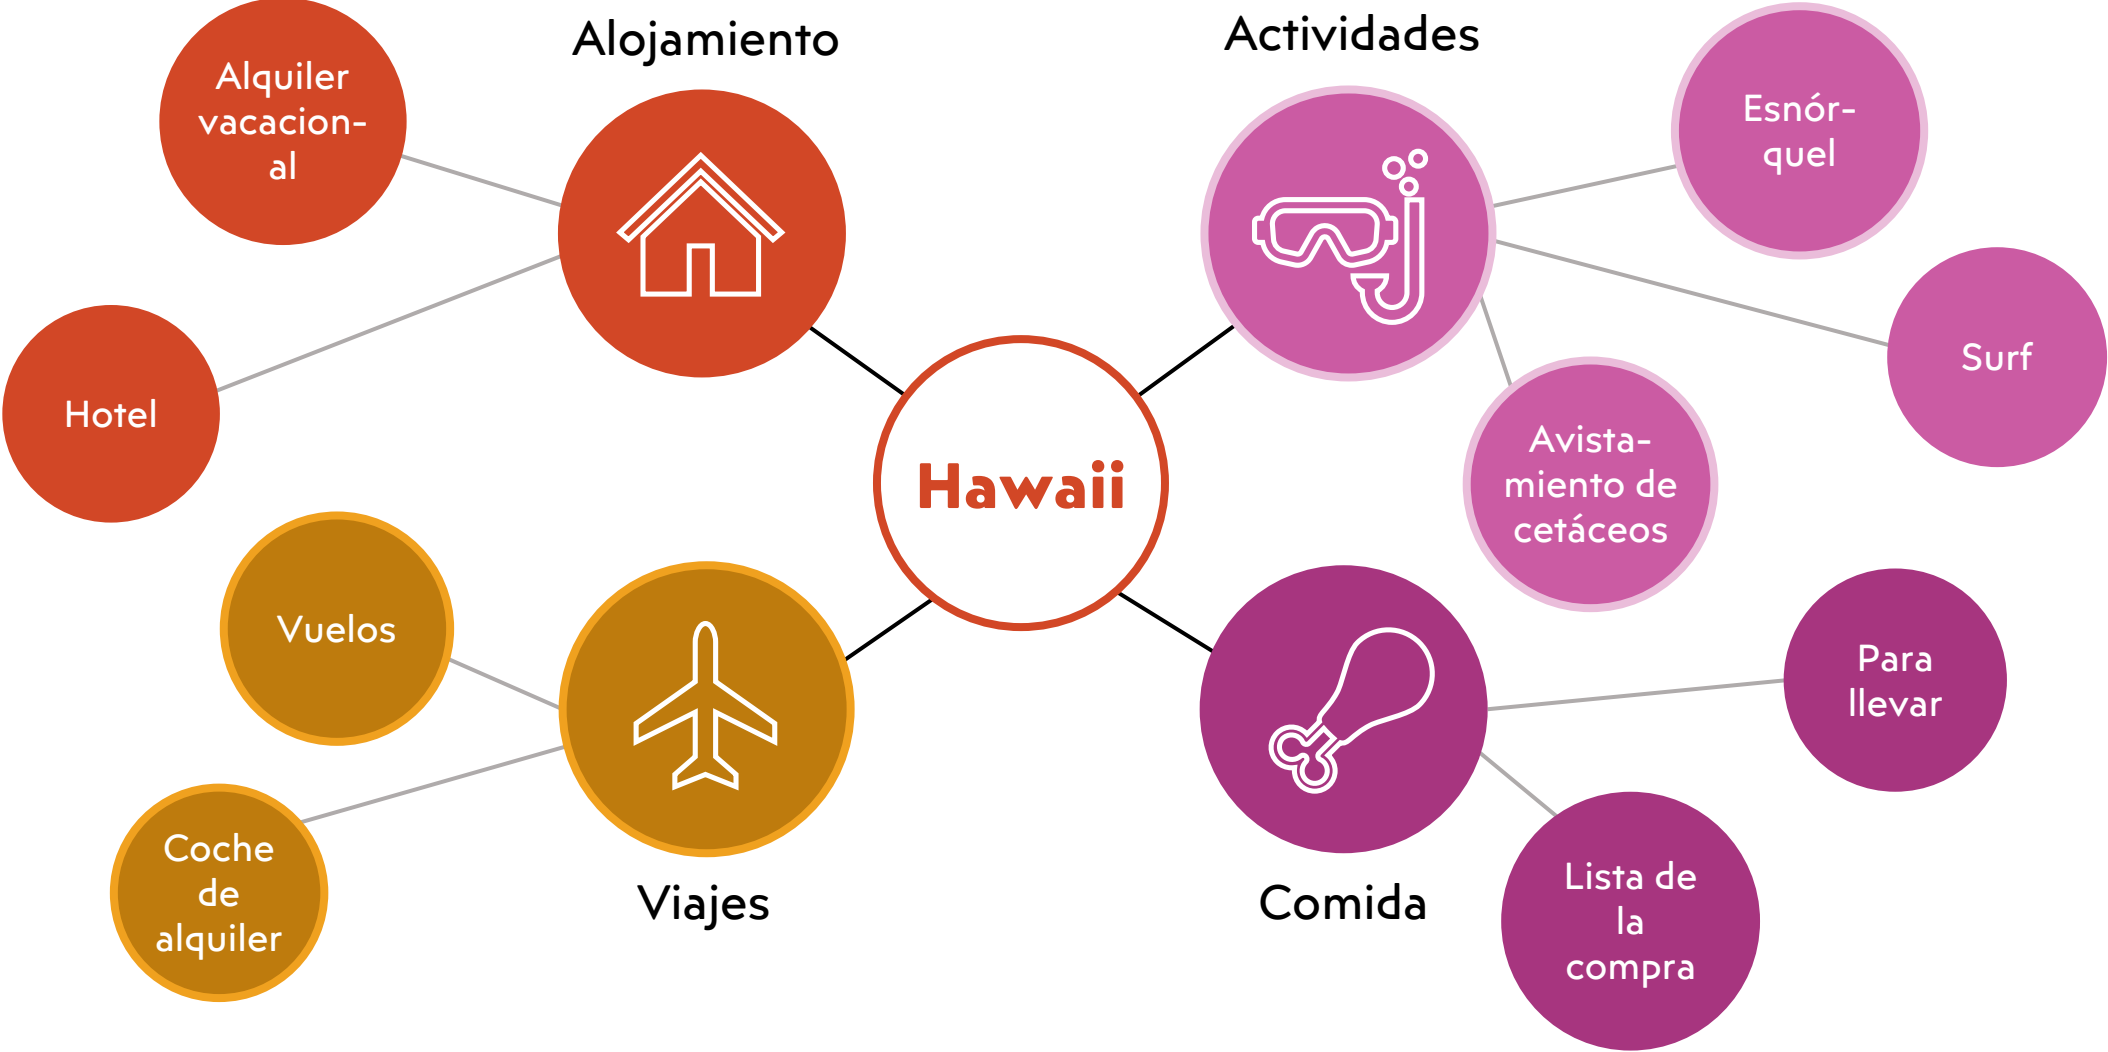 Alojamiento
Alquiler
vacacion-
al
Hotel
Actividades
Esnór-
quel
Surf
Avista-
miento de
cetáceos
Hawaii
Vuelos
Coche
de
alquiler
Viajes
Comida
Para
llevar
Lista de
la
compra